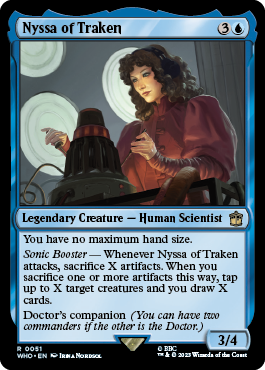 Nyssa of Traken 3
Legendary Creature — Human Scientist
You have no maximum hand size.
Sonic Booster — Whenever Nyssa of Traken
attacks, sacrifice X artifacts. When you
sacrifice one or more artifacts this way, tap
up to X target creatures and you draw X
cards.
Doctor's companion (You can have two
commanders if the other is the Doctor.)
3/4
R 0051
WHO • EN Irina Nordsol
© BBC
™ & © 2023 Wizards of the Coast